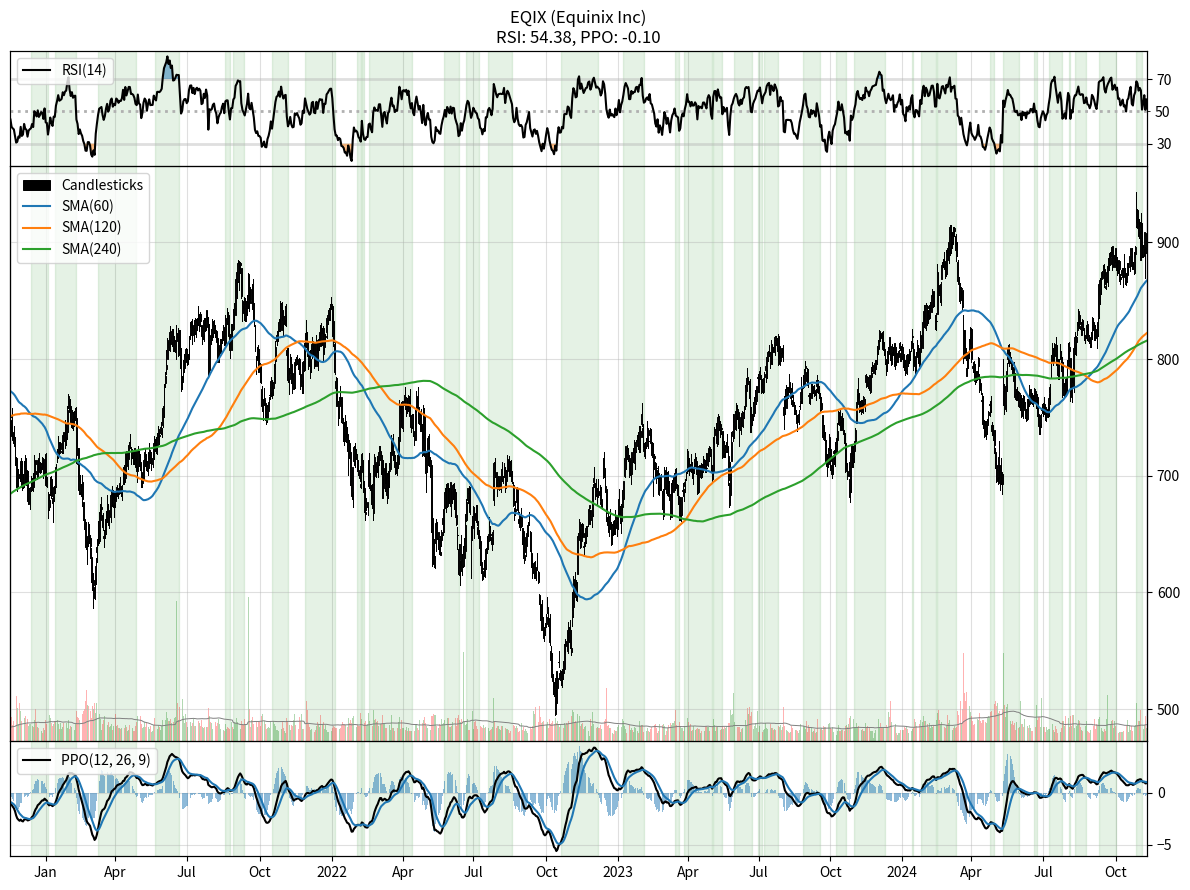 EQIX (Equinix Inc)
RSI: 54.38, PPO: -0.10
RSI(14)
70
50
30
Candlesticks
SMA(60)
SMA(120)
SMA(240)
900
800
700
600
500
PPO(12, 26, 9)
0
−5
Jan Apr Jul Oct 2022 Apr Jul Oct 2023 Apr Jul Oct 2024 Apr Jul Oct